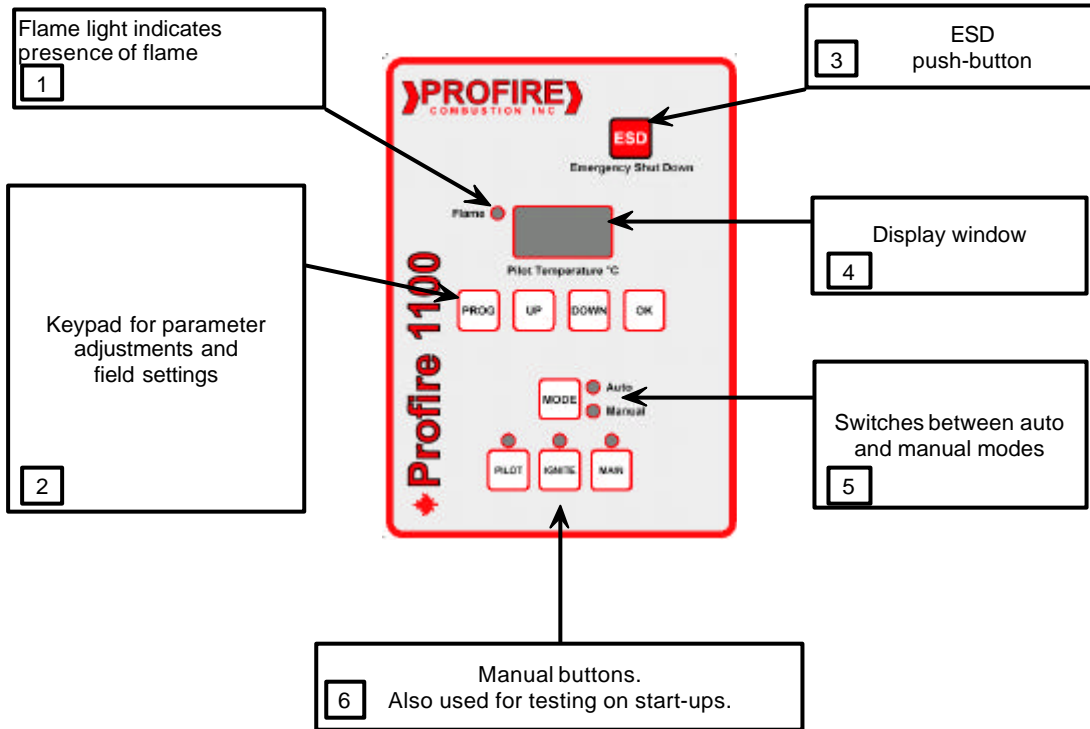 Flame light indicates
presence of flame
1
ESD
push-button
3
PROFIRE
COMBUSTION INC
ESD
Emergency Shut Down
Keypad for parameter
adjustments and
field settings
2
Flame
Pilot Temperature °C
Display window
4
PROG
UP
DOWN
OK
Profire 1100
MODE
Auto
Manual
Switches between auto
and manual modes
5
PILOT
IGNITE
MAIN
Manual buttons.
Also used for testing on start-ups.
6